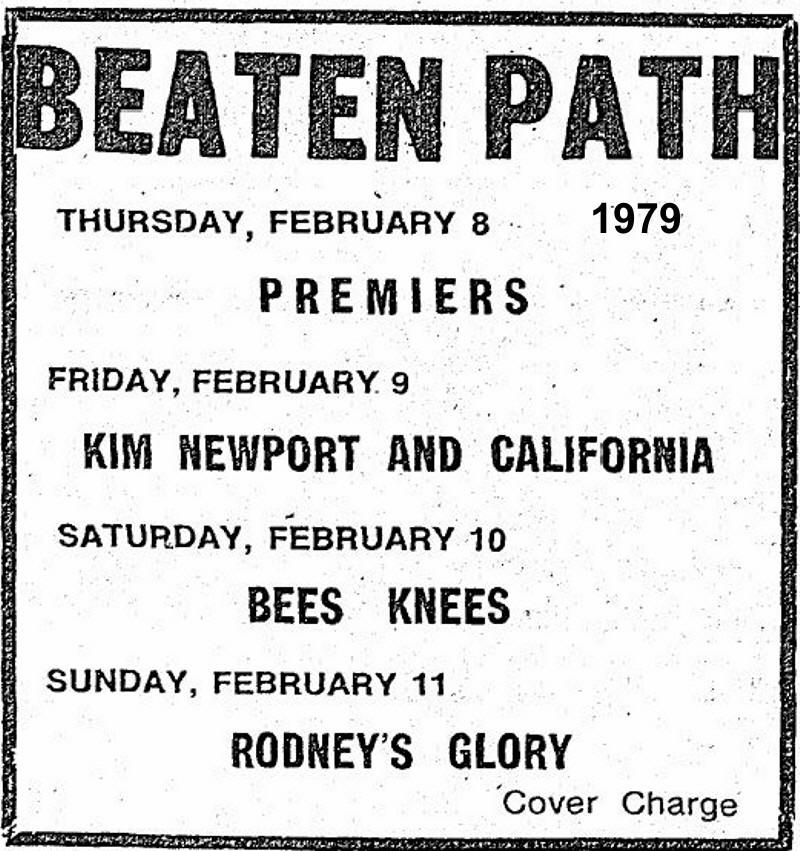 BEATEN PATH
THURSDAY, FEBRUARY 8 1979
PREMIERS
FRIDAY, FEBRUARY 9
KIM NEWPORT AND CALIFORNIA
SATURDAY, FEBRUARY 10
BEES KNEES
SUNDAY, FEBRUARY 11
RODNEY'S GLORY
Cover Charge